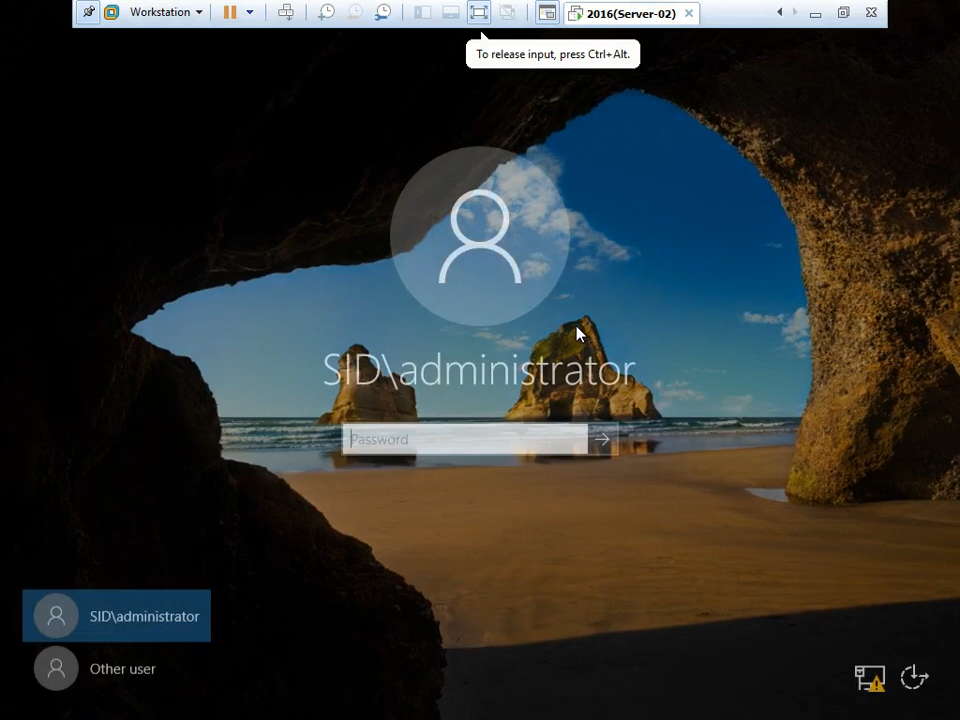 Workstation
2016(Server-02)
To release input, press Ctrl+Alt.
SID\administrator
Password
SID\administrator
Other user